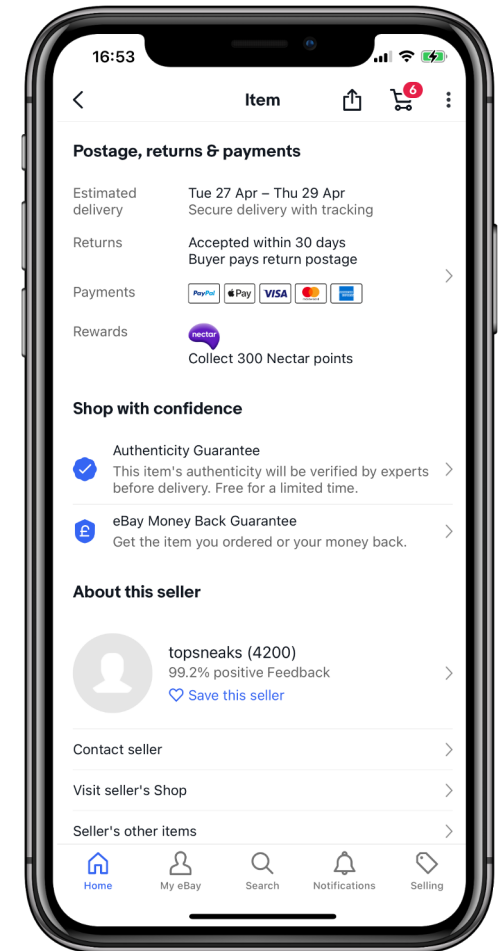 16:53
Item
6
Postage, returns & payments
Estimated delivery
Tue 27 Apr – Thu 29 Apr
Secure delivery with tracking
Returns
Accepted within 30 days
Buyer pays return postage
Payments
PayPal Pay VISA
Rewards
nectar
Collect 300 Nectar points
Shop with confidence
Authenticity Guarantee
This item's authenticity will be verified by experts
before delivery. Free for a limited time.
£
eBay Money Back Guarantee
Get the item you ordered or your money back.
About this seller
topsneaks (4200)
99.2% positive Feedback
Save this seller
Contact seller
Visit seller's Shop
Seller's other items
Home
My eBay
Search
Notifications
Selling